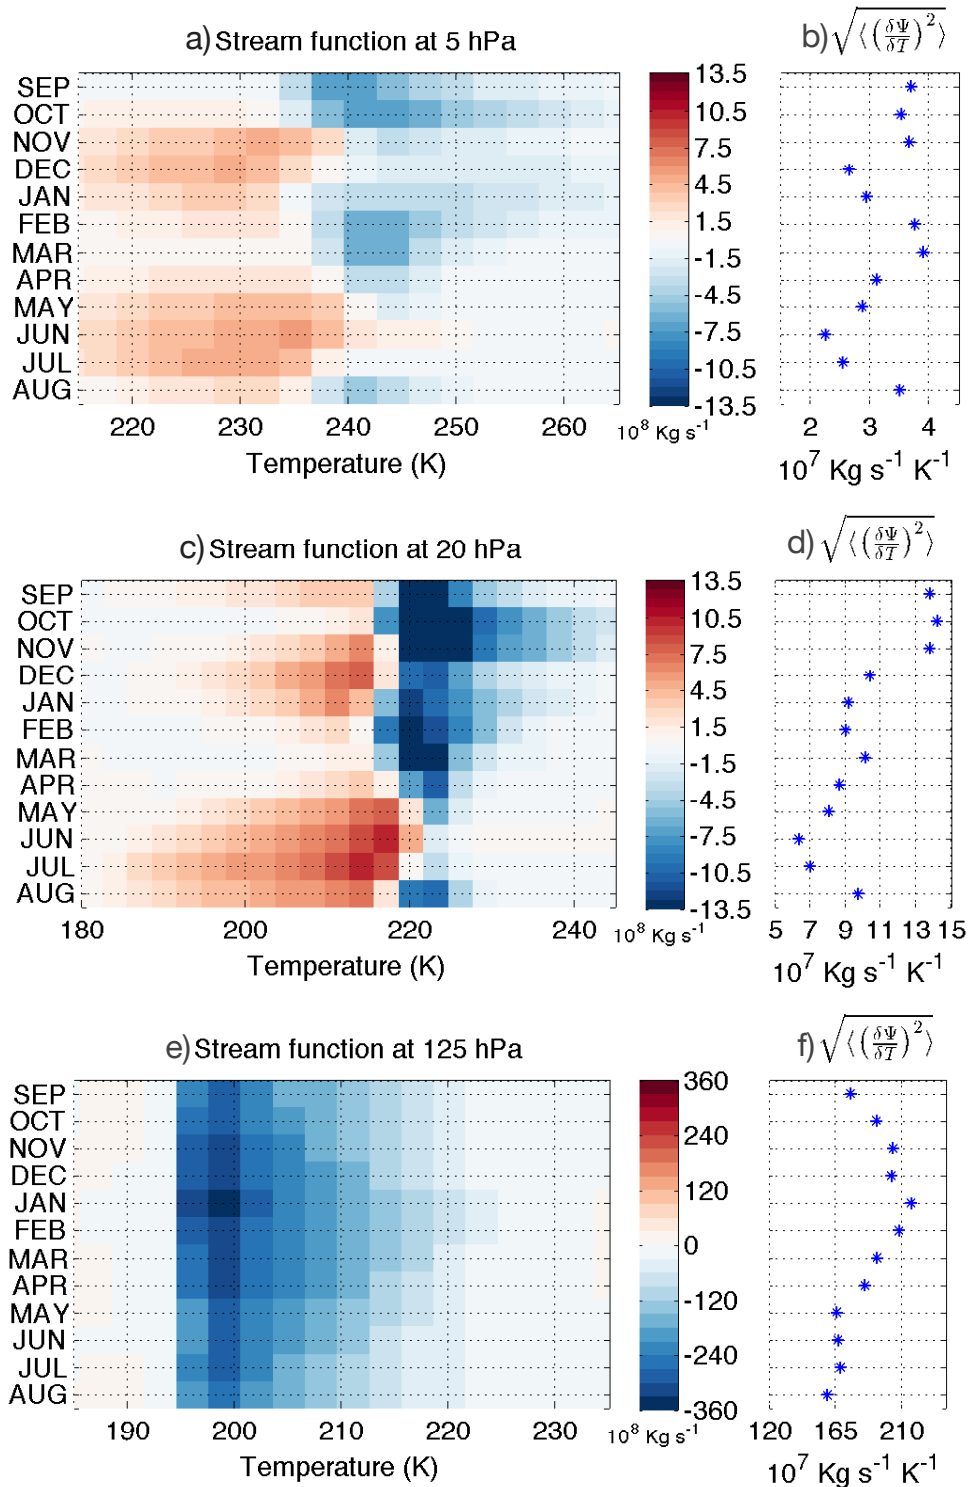 a) Stream function at 5 hPa
b) √⟨(δΨ/δT)²⟩
SEP
OCT
NOV
DEC
JAN
FEB
MAR
APR
MAY
JUN
JUL
AUG
220 230 240 250 260
Temperature (K)
13.5
10.5
7.5
4.5
1.5
-1.5
-4.5
-7.5
-10.5
-13.5
10⁸ Kg s⁻¹
2 3 4
10⁷ Kg s⁻¹ K⁻¹
c) Stream function at 20 hPa
d) √⟨(δΨ/δT)²⟩
SEP
OCT
NOV
DEC
JAN
FEB
MAR
APR
MAY
JUN
JUL
AUG
180 200 220 240
Temperature (K)
13.5
10.5
7.5
4.5
1.5
-1.5
-4.5
-7.5
-10.5
-13.5
10⁸ Kg s⁻¹
5 7 9 11 13 15
10⁷ Kg s⁻¹ K⁻¹
e) Stream function at 125 hPa
f) √⟨(δΨ/δT)²⟩
SEP
OCT
NOV
DEC
JAN
FEB
MAR
APR
MAY
JUN
JUL
AUG
190 200 210 220 230
Temperature (K)
360
240
120
0
-120
-240
-360
10⁸ Kg s⁻¹
120 165 210
10⁷ Kg s⁻¹ K⁻¹